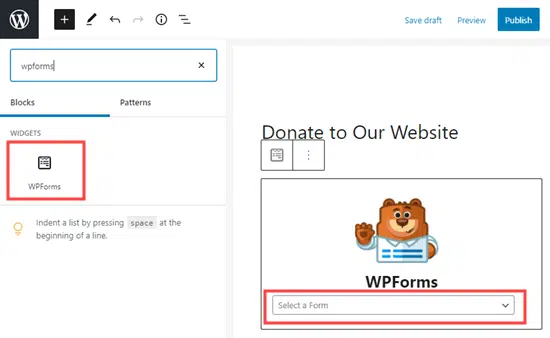 Save draft
Preview
Publish
wpforms
Blocks
Patterns
WIDGETS
WPForms
Indent a list by pressing space at the
beginning of a line.
Donate to Our Website
WPForms
Select a Form